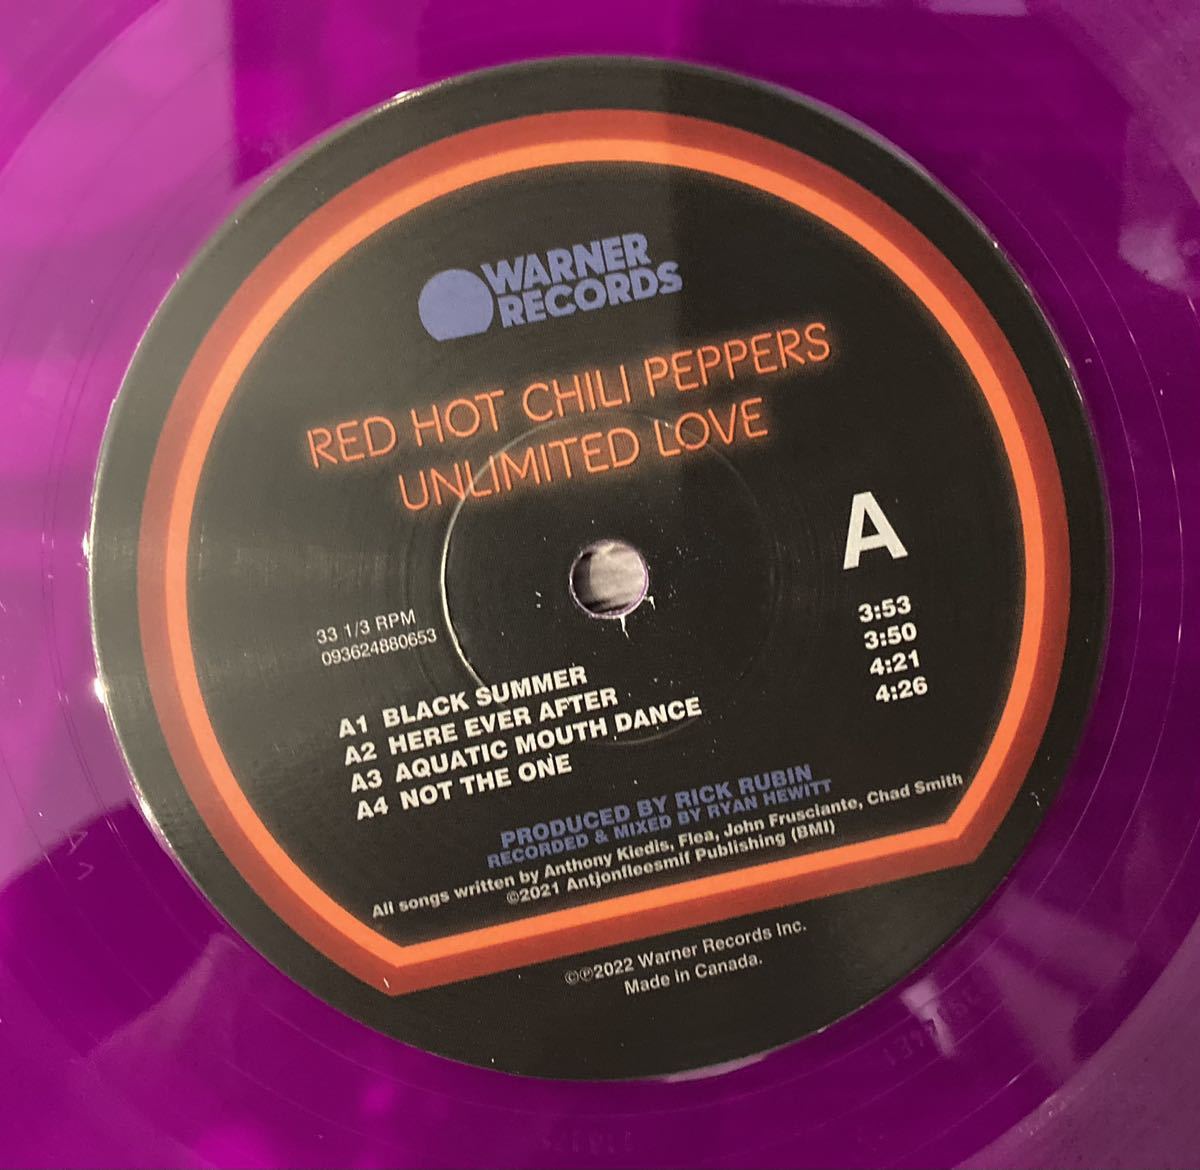 WARNER
RECORDS
RED HOT CHILI PEPPERS
UNLIMITED LOVE
A
33 1/3 RPM
093624880653
A1 BLACK SUMMER 3:53
A2 HERE EVER AFTER 3:50
A3 AQUATIC MOUTH DANCE 4:21
A4 NOT THE ONE 4:26
PRODUCED BY RICK RUBIN
RECORDED & MIXED BY RYAN HEWITT
All songs written by Anthony Kiedis, Flea, John Frusciante, Chad Smith
©2021 Antjonfleesmif Publishing (BMI)
©℗2022 Warner Records Inc.
Made in Canada.